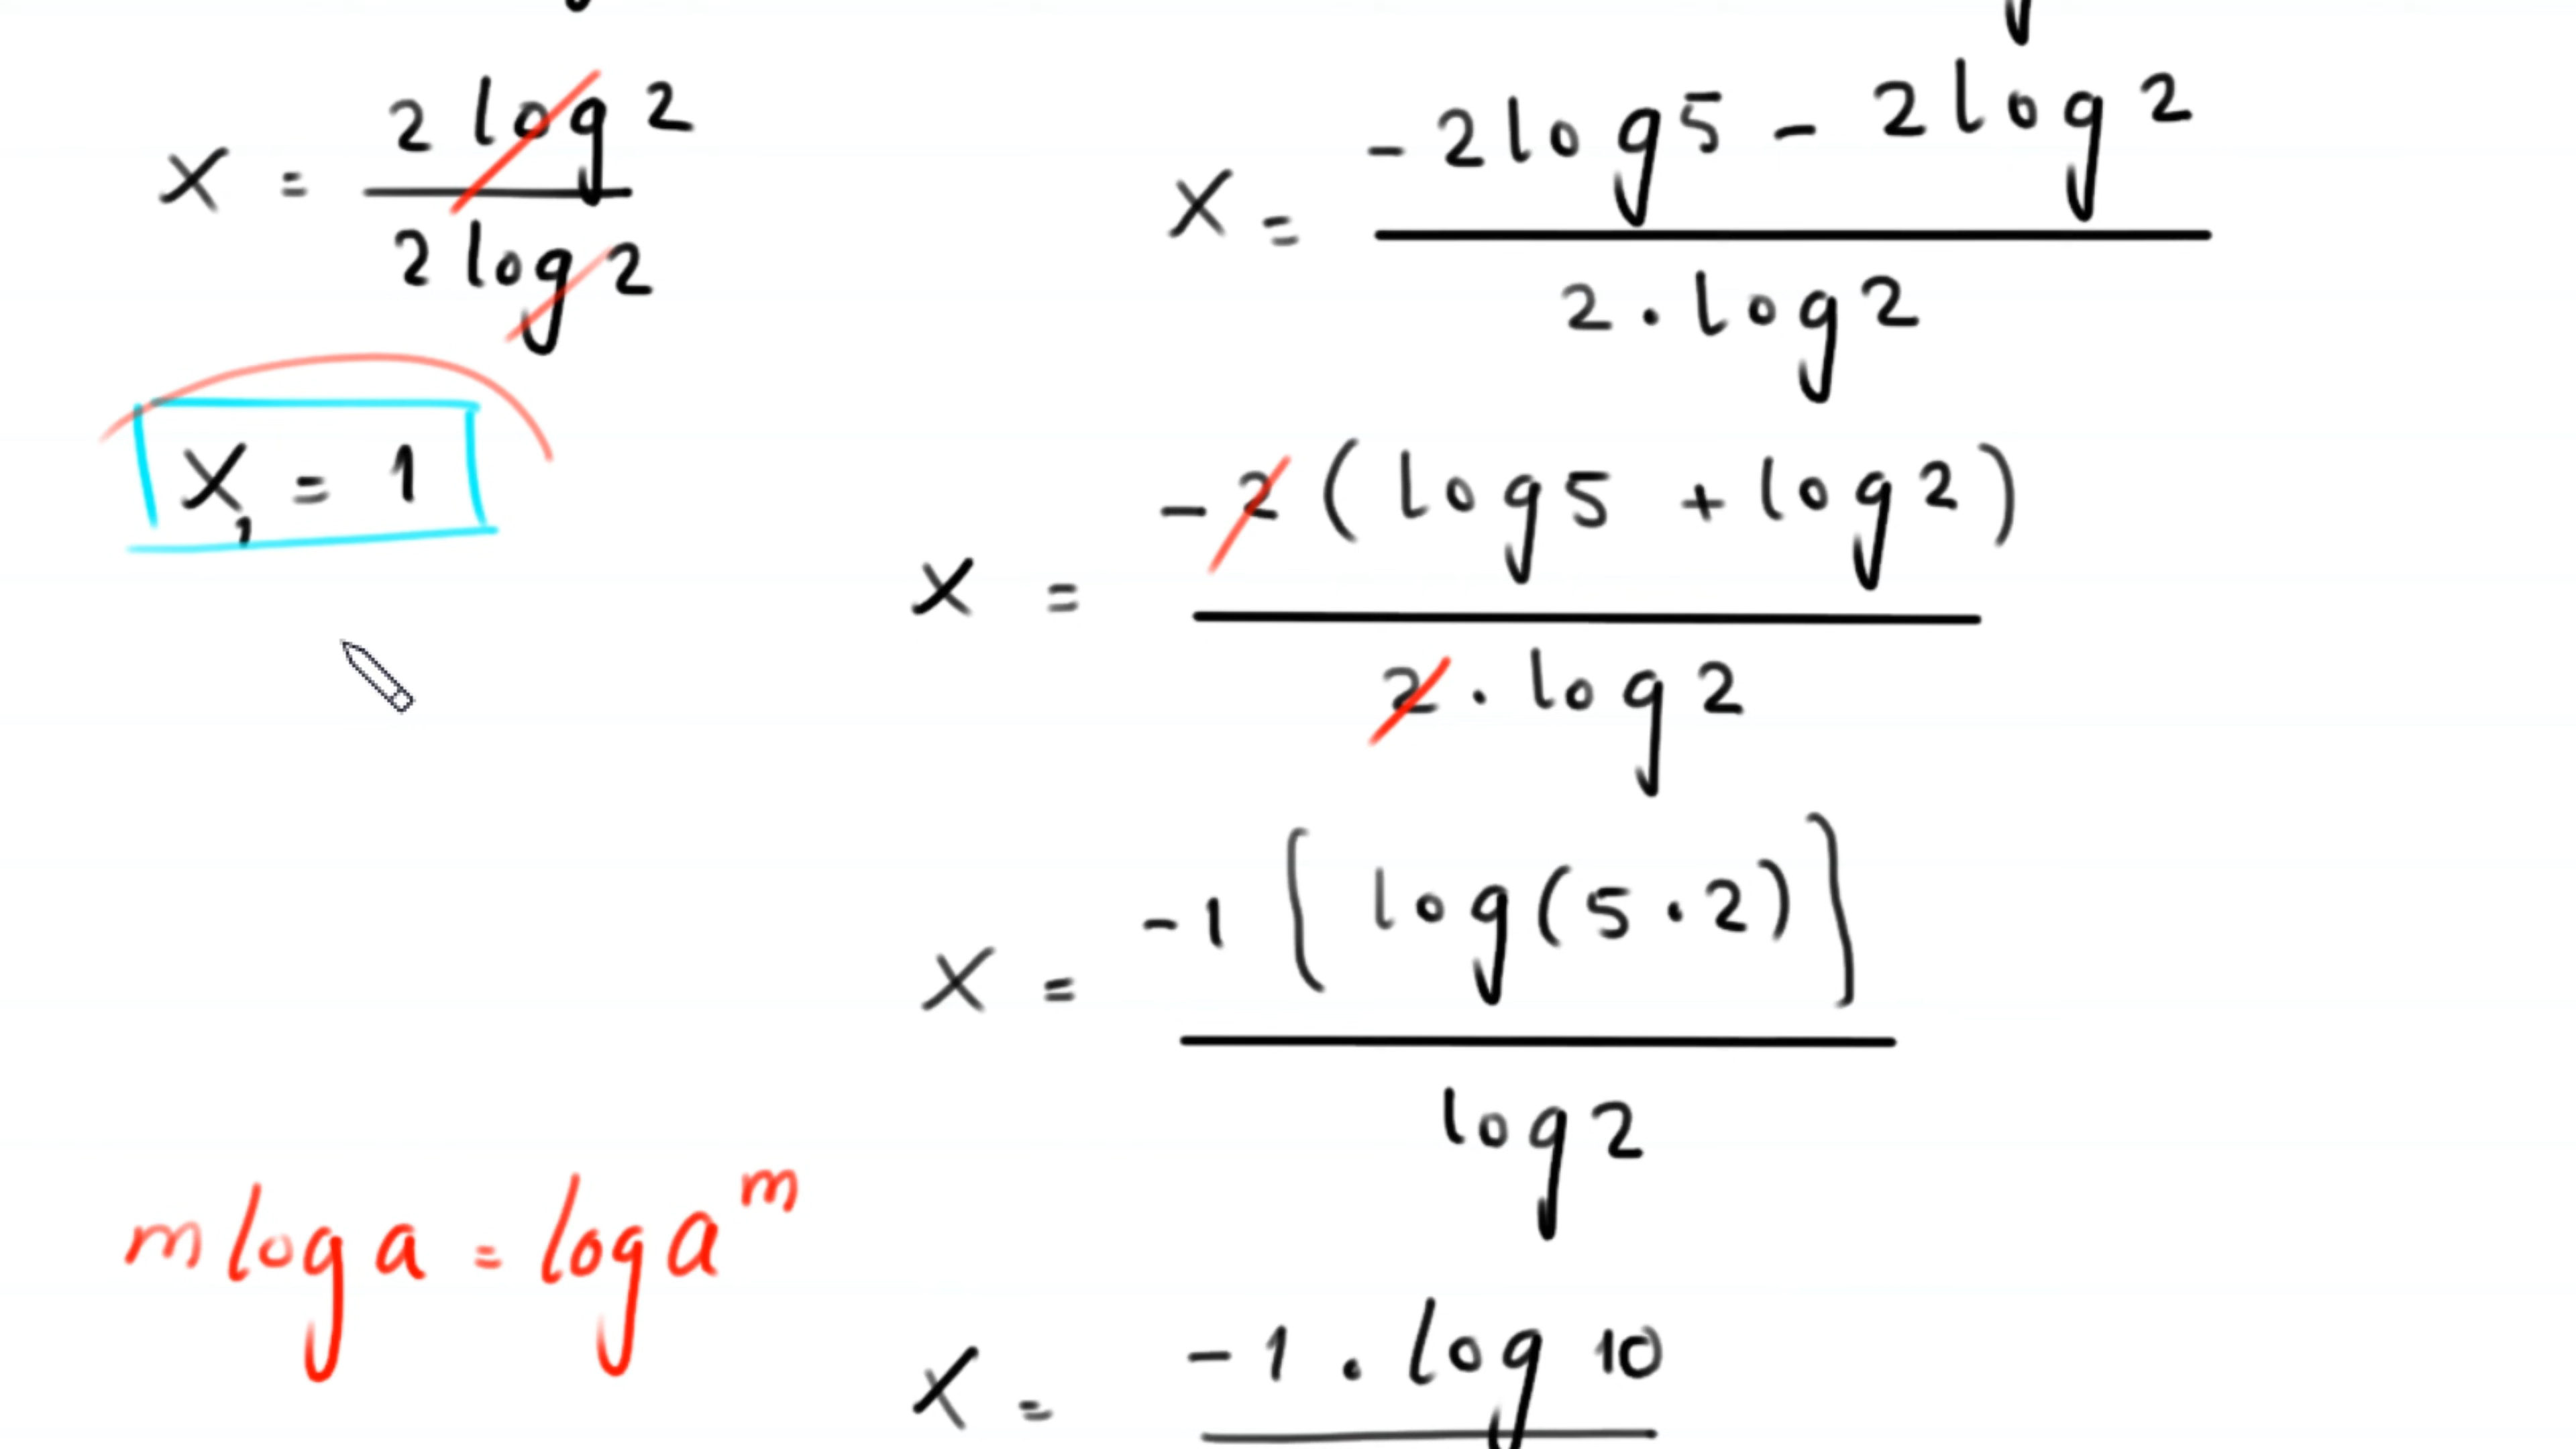 x = 2 log 2 / 2 log 2
x₁ = 1
m log a = log aᵐ
x = -2 log 5 - 2 log 2 / 2 . log 2
x = -2 ( log 5 + log 2 ) / 2 . log 2
x = -1 [ log ( 5 . 2 ) ] / log 2
x = -1 . log 10